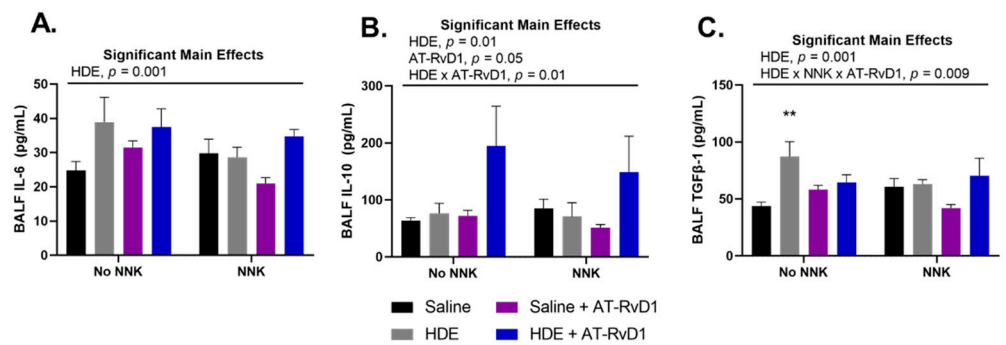 A.
Significant Main Effects
HDE, p = 0.001
BALF IL-6 (pg/mL)
50
40
30
20
10
0
No NNK
NNK
B.
Significant Main Effects
HDE, p = 0.01
AT-RvD1, p = 0.05
HDE x AT-RvD1, p = 0.01
BALF IL-10 (pg/mL)
300
200
100
0
No NNK
NNK
C.
Significant Main Effects
HDE, p = 0.001
HDE x NNK x AT-RvD1, p = 0.009
BALF TGFβ-1 (pg/mL)
150
100
50
0
**
No NNK
NNK
Saline
Saline + AT-RvD1
HDE
HDE + AT-RvD1